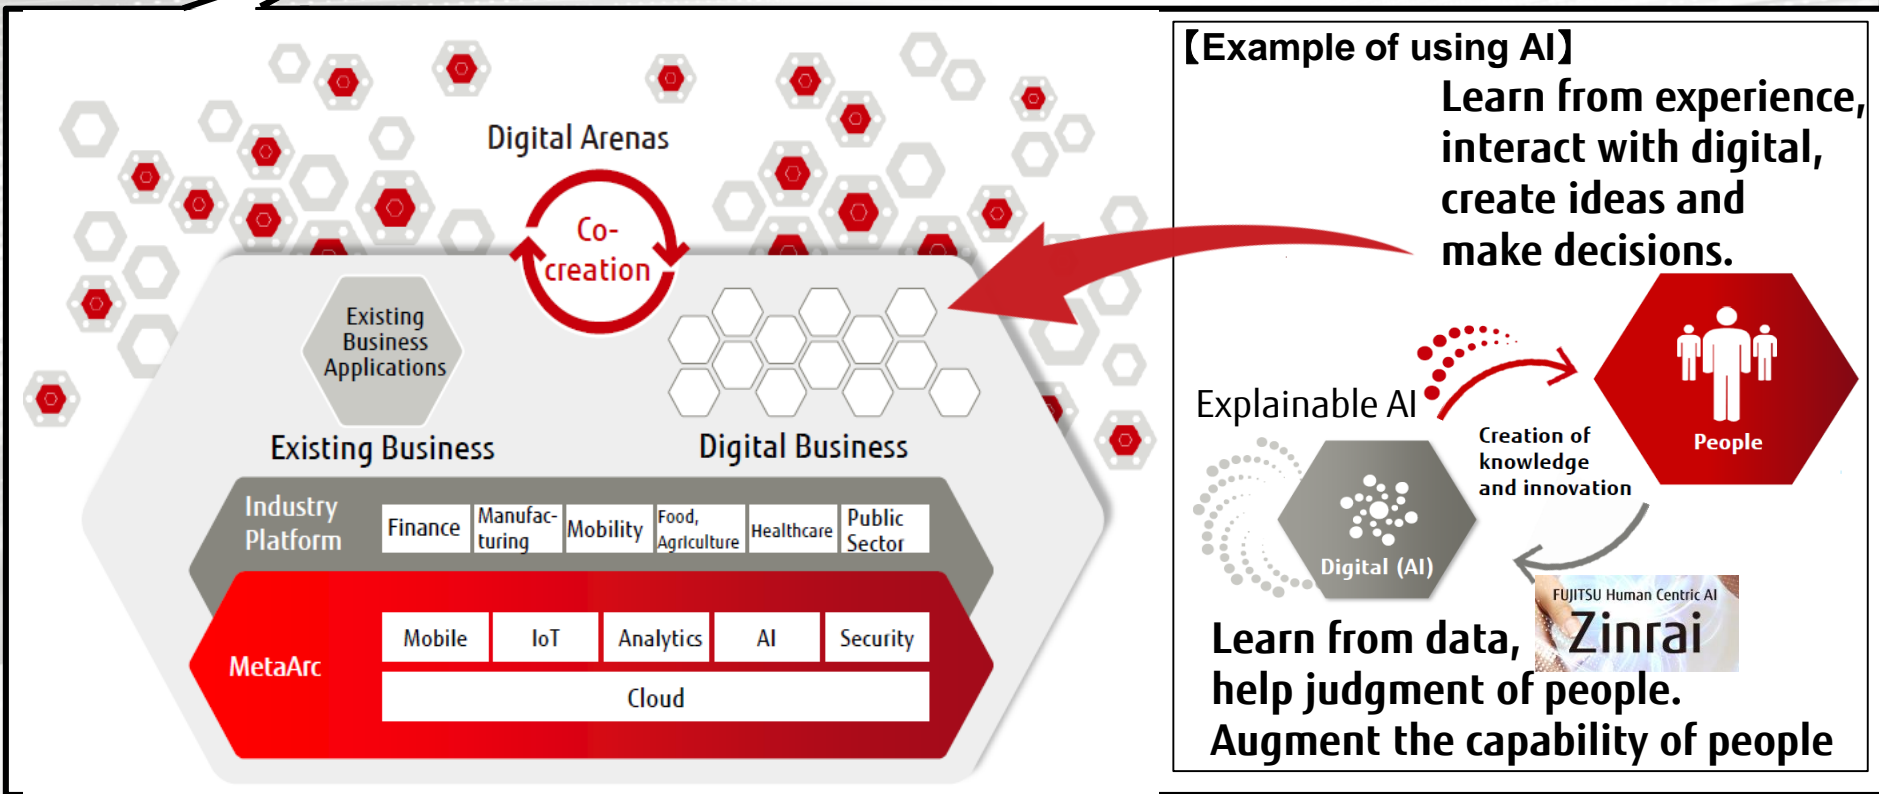 Digital Arenas
Co-
creation
Existing
Business
Applications
Existing Business
Digital Business
Industry
Platform
Finance
Manufac-
turing
Mobility
Food,
Agriculture
Healthcare
Public
Sector
MetaArc
Mobile
IoT
Analytics
AI
Security
Cloud
【Example of using AI】
Learn from experience,
interact with digital,
create ideas and
make decisions.
People
Explainable AI
Creation of
knowledge
and innovation
Digital (AI)
FUJITSU Human Centric AI
Zinrai
Learn from data,
help judgment of people.
Augment the capability of people